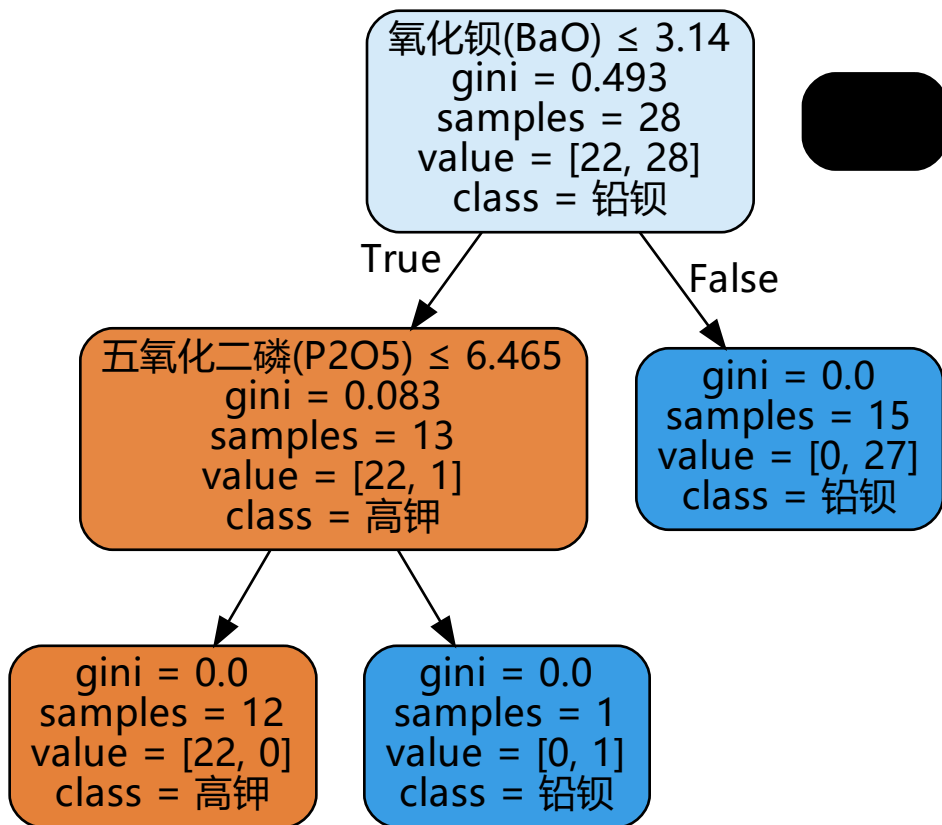 氧化钡(BaO) ≤ 3.14
gini = 0.493
samples = 28
value = [22, 28]
class = 铅钡
True
False
五氧化二磷(P2O5) ≤ 6.465
gini = 0.083
samples = 13
value = [22, 1]
class = 高钾
gini = 0.0
samples = 15
value = [0, 27]
class = 铅钡
gini = 0.0
samples = 12
value = [22, 0]
class = 高钾
gini = 0.0
samples = 1
value = [0, 1]
class = 铅钡